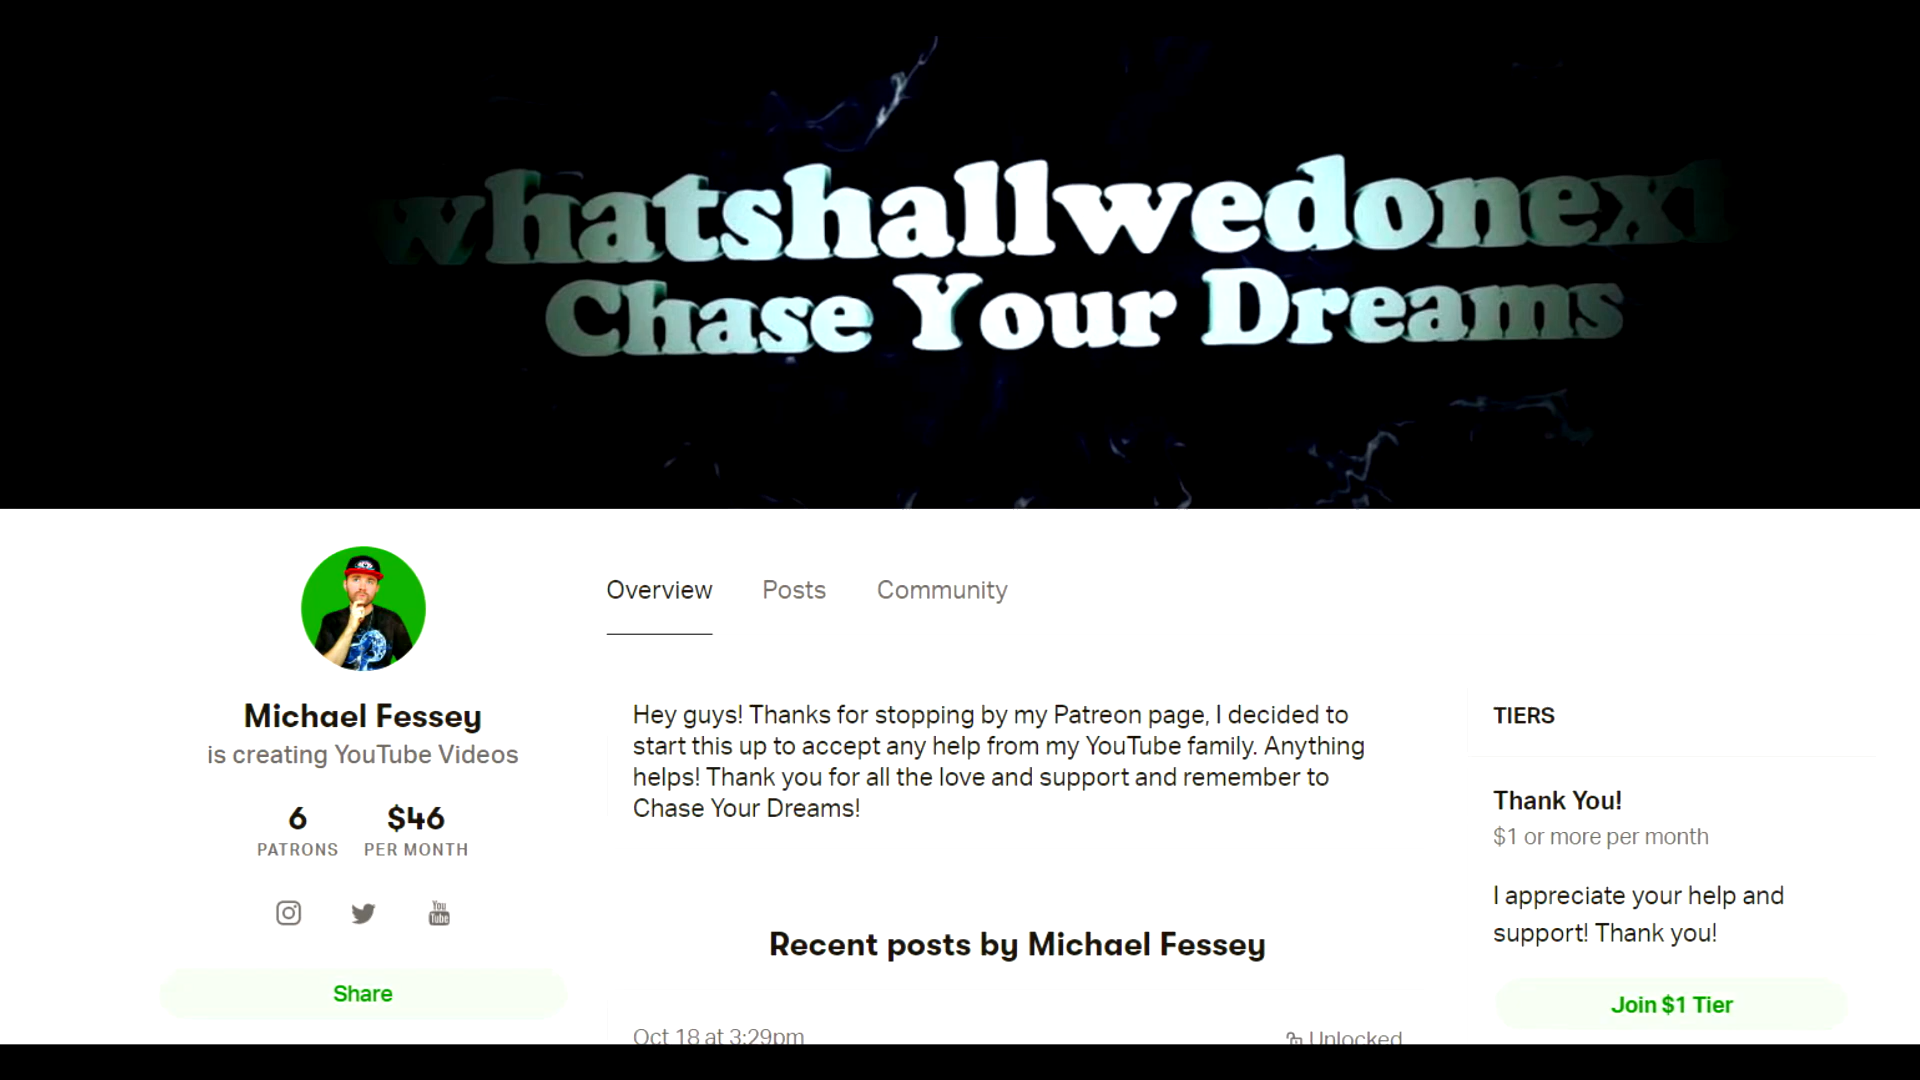 whatshallwedonext
Chase Your Dreams
Overview Posts Community
Michael Fessey
is creating YouTube Videos
6 $46
PATRONS PER MONTH
You
Tube
Share
Hey guys! Thanks for stopping by my Patreon page, I decided to
start this up to accept any help from my YouTube family. Anything
helps! Thank you for all the love and support and remember to
Chase Your Dreams!
Recent posts by Michael Fessey
Oct 18 at 3:29pm Unlocked
TIERS
Thank You!
$1 or more per month
I appreciate your help and
support! Thank you!
Join $1 Tier